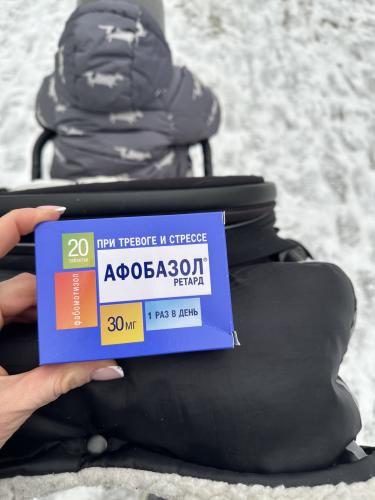 20
таблеток
ПРИ ТРЕВОГЕ И СТРЕССЕ
АФОБАЗОЛ®
РЕТАРД
фабомотизол
30 МГ
1 РАЗ В ДЕНЬ